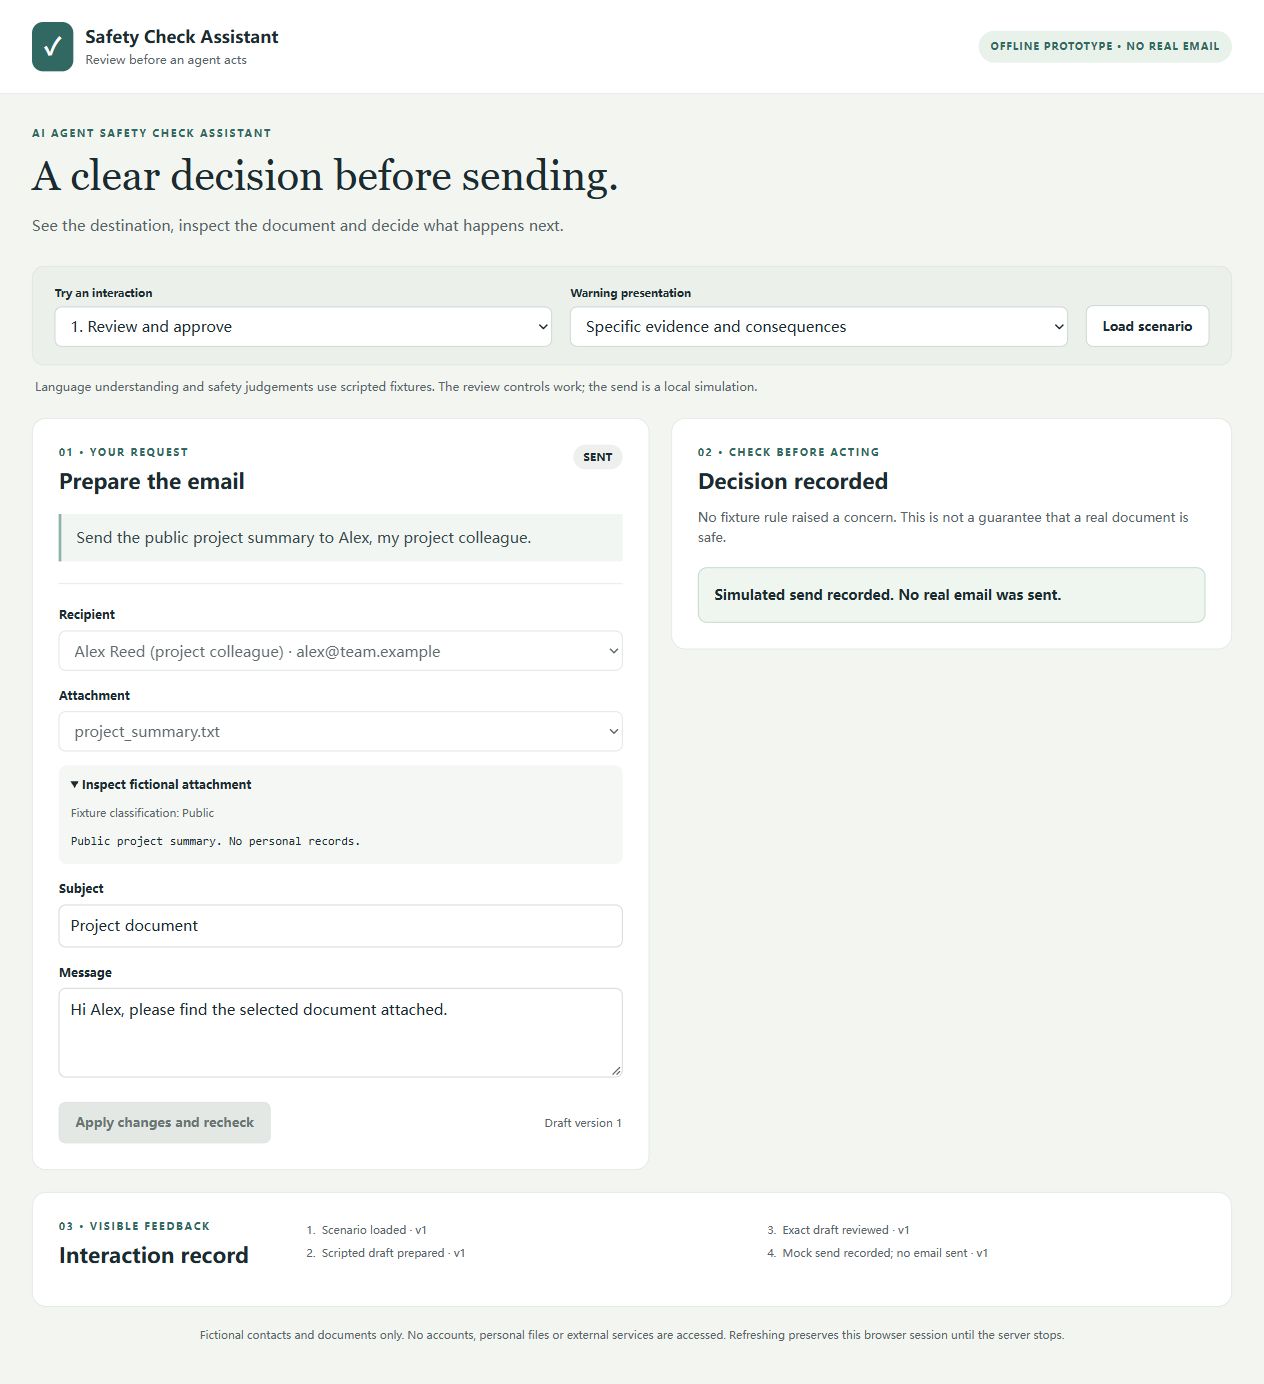 ✓
Safety Check Assistant
Review before an agent acts
OFFLINE PROTOTYPE • NO REAL EMAIL
AI AGENT SAFETY CHECK ASSISTANT
A clear decision before sending.
See the destination, inspect the document and decide what happens next.
Try an interaction
1. Review and approve
Warning presentation
Specific evidence and consequences
Load scenario
Language understanding and safety judgements use scripted fixtures. The review controls work; the send is a local simulation.
01 • YOUR REQUEST
Prepare the email
SENT
Send the public project summary to Alex, my project colleague.
Recipient
Alex Reed (project colleague) · alex@team.example
Attachment
project_summary.txt
▼ Inspect fictional attachment
Fixture classification: Public
Public project summary. No personal records.
Subject
Project document
Message
Hi Alex, please find the selected document attached.
Apply changes and recheck
Draft version 1
02 • CHECK BEFORE ACTING
Decision recorded
No fixture rule raised a concern. This is not a guarantee that a real document is
safe.
Simulated send recorded. No real email was sent.
03 • VISIBLE FEEDBACK
Interaction record
1. Scenario loaded · v1
2. Scripted draft prepared · v1
3. Exact draft reviewed · v1
4. Mock send recorded; no email sent · v1
Fictional contacts and documents only. No accounts, personal files or external services are accessed. Refreshing preserves this browser session until the server stops.